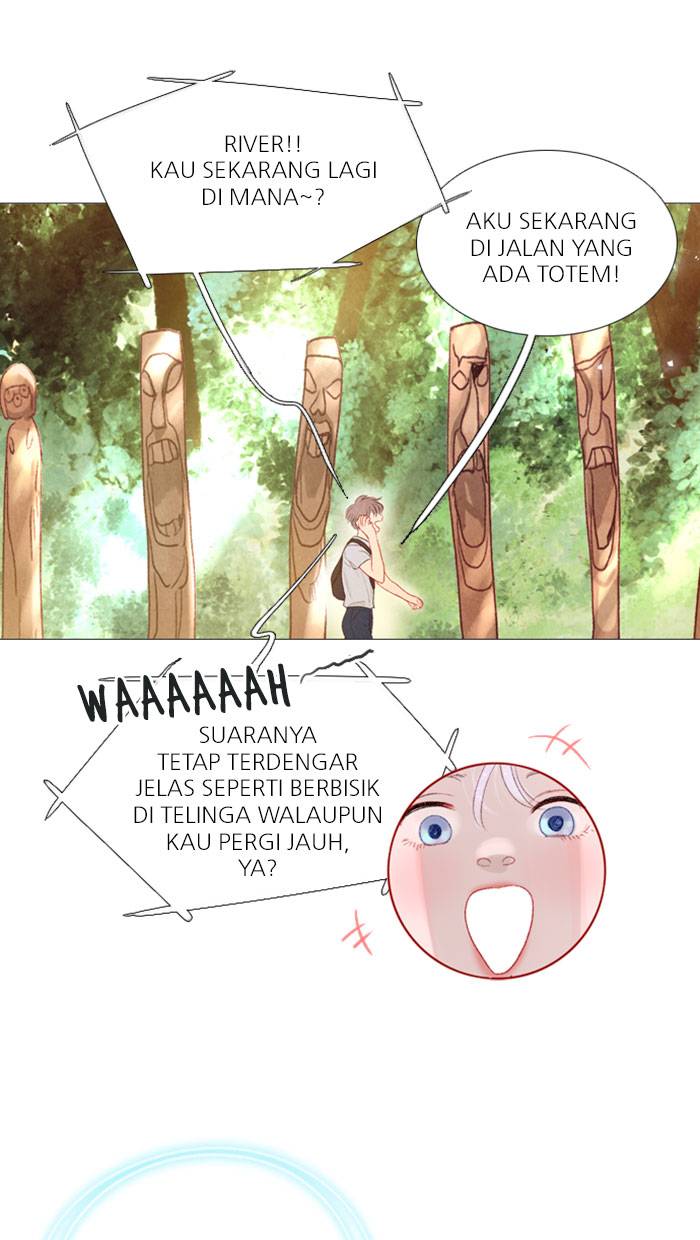 RIVER!!
KAU SEKARANG LAGI
DI MANA~?
AKU SEKARANG
DI JALAN YANG
ADA TOTEM!
WAAAAAAH
SUARANYA
TETAP TERDENGAR
JELAS SEPERTI BERBISIK
DI TELINGA WALAUPUN
KAU PERGI JAUH,
YA?